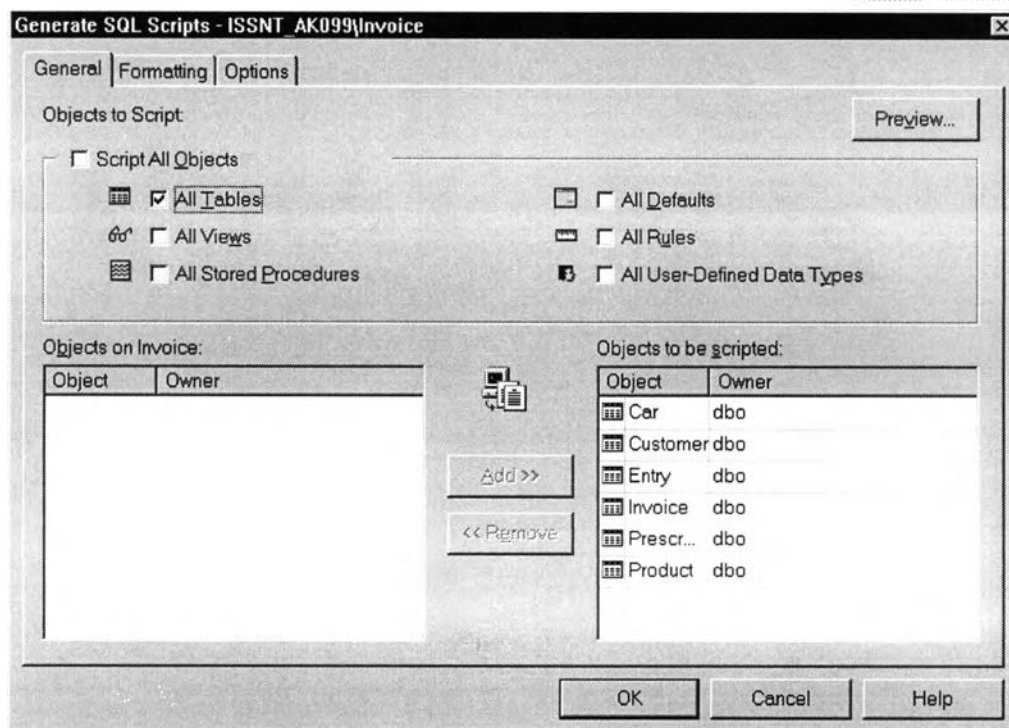 Generate SQL Scripts - ISSNT_AK099\Invoice
General Formatting Options
Objects to Script:
Preview...
Script All Objects
All Tables
All Defaults
All Views
All Rules
All Stored Procedures
All User-Defined Data Types
Objects on Invoice:
Objects to be scripted:
Object Owner
Object Owner
Car dbo
Customer dbo
Entry dbo
Invoice dbo
Prescr... dbo
Product dbo
Add >>
<< Remove
OK Cancel Help